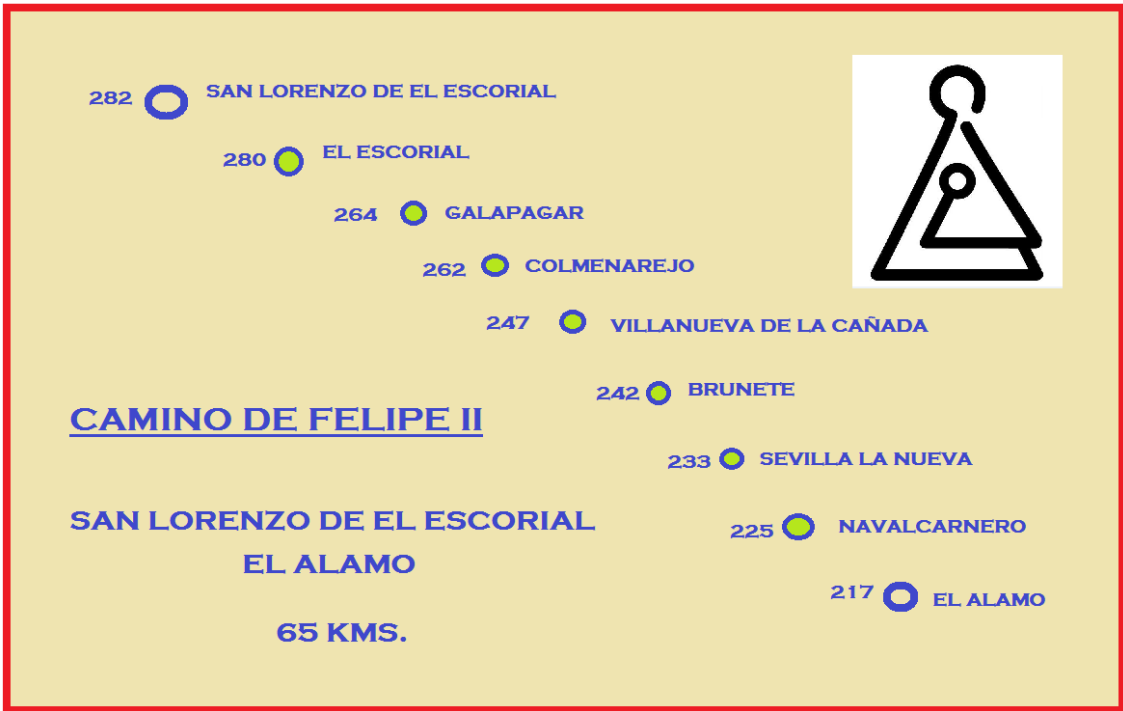 282 SAN LORENZO DE EL ESCORIAL
280 EL ESCORIAL
264 GALAPAGAR
262 COLMENAREJO
247 VILLANUEVA DE LA CAÑADA
242 BRUNETE
CAMINO DE FELIPE II
233 SEVILLA LA NUEVA
SAN LORENZO DE EL ESCORIAL
225 NAVALCARNERO
EL ALAMO
217 EL ALAMO
65 KMS.